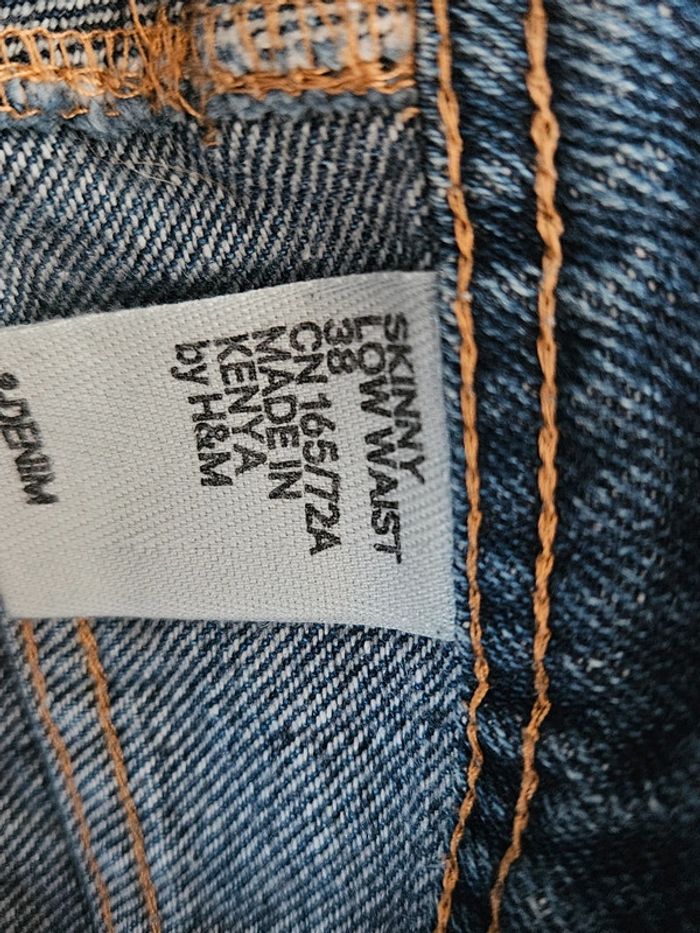 SKINNY
LOW WAIST
38
CN 165/72A
MADE IN
KENYA
by H&M
&DENIM